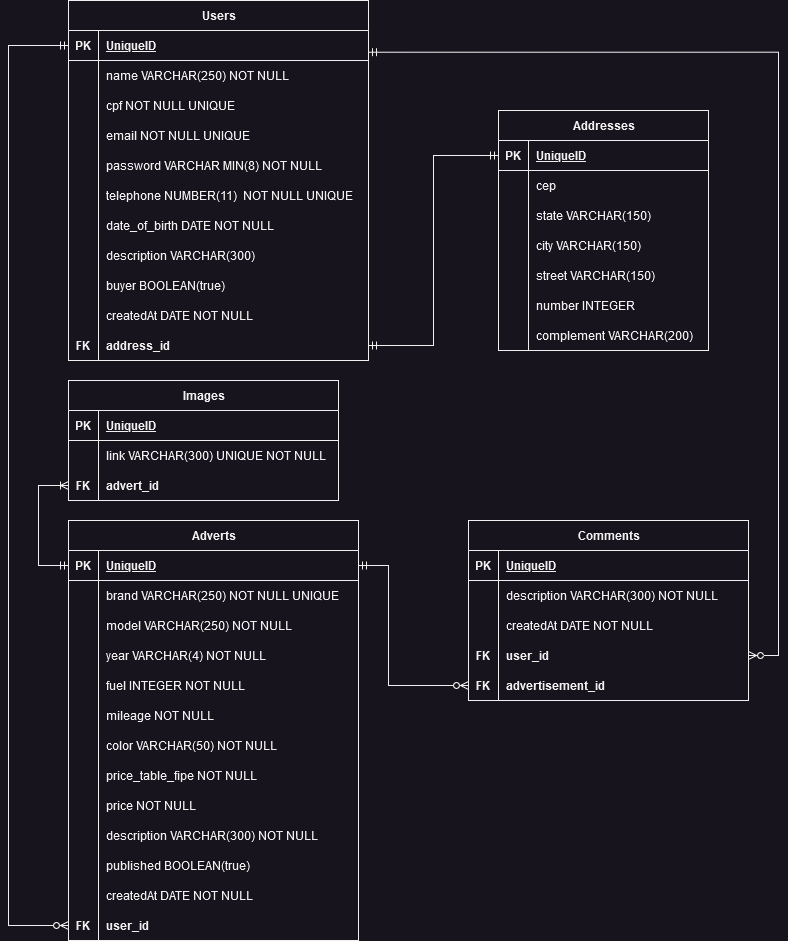 Users
PK UniqueID
name VARCHAR(250) NOT NULL
cpf NOT NULL UNIQUE
email NOT NULL UNIQUE
password VARCHAR MIN(8) NOT NULL
telephone NUMBER(11)  NOT NULL UNIQUE
date_of_birth DATE NOT NULL
description VARCHAR(300)
buyer BOOLEAN(true)
createdAt DATE NOT NULL
FK address_id
Addresses
PK UniqueID
cep
state VARCHAR(150)
city VARCHAR(150)
street VARCHAR(150)
number INTEGER
complement VARCHAR(200)
Images
PK UniqueID
link VARCHAR(300) UNIQUE NOT NULL
FK advert_id
Adverts
PK UniqueID
brand VARCHAR(250) NOT NULL UNIQUE
model VARCHAR(250) NOT NULL
year VARCHAR(4) NOT NULL
fuel INTEGER NOT NULL
mileage NOT NULL
color VARCHAR(50) NOT NULL
price_table_fipe NOT NULL
price NOT NULL
description VARCHAR(300) NOT NULL
published BOOLEAN(true)
createdAt DATE NOT NULL
FK user_id
Comments
PK UniqueID
description VARCHAR(300) NOT NULL
createdAt DATE NOT NULL
FK user_id
FK advertisement_id